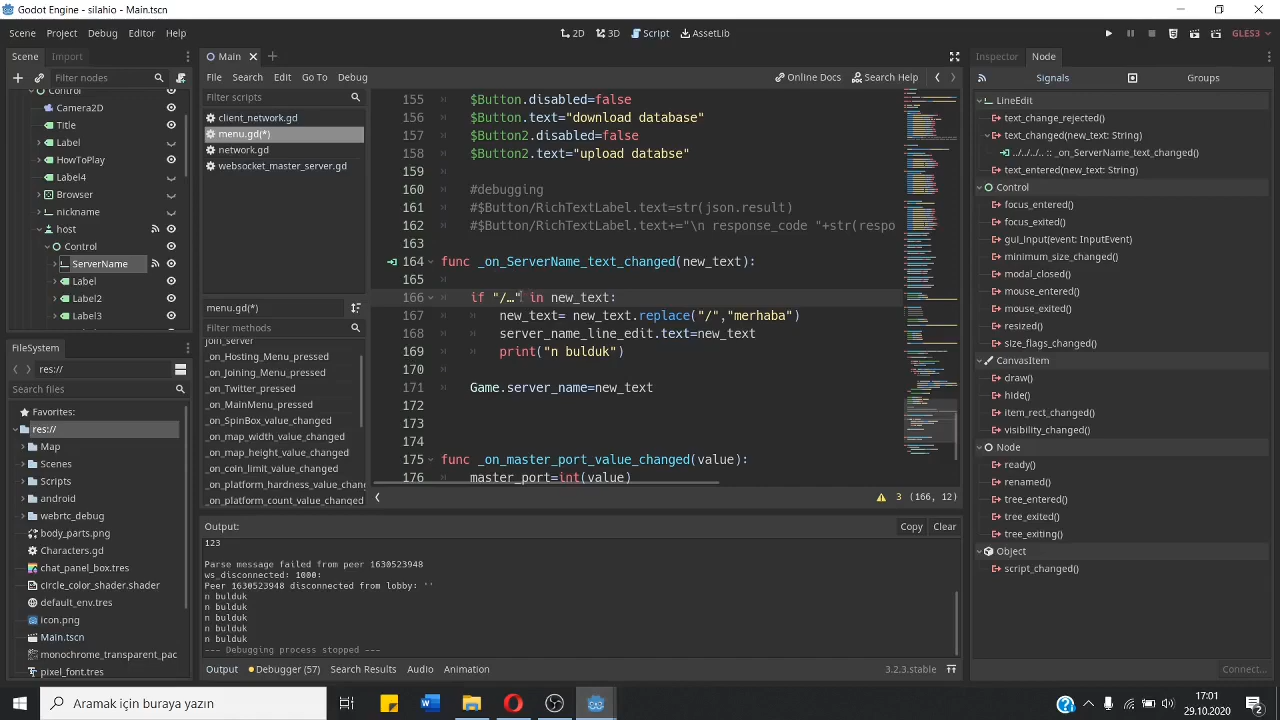 Godot Engine - silahio - Main.tscn
Scene Project Debug Editor Help
2D 3D Script AssetLib
GLES3
Scene Import
Filter nodes
Control
Camera2D
Title
Label
HowToPlay
Label4
Browser
nickname
host
Control
ServerName
Label
Label2
Label3
FileSystem
res://
Search files
Favorites:
res://
Map
Scenes
Scripts
android
webrtc_debug
body_parts.png
Characters.gd
chat_panel_box.tres
circle_color_shader.shader
default_env.tres
icon.png
Main.tscn
monochrome_transparent_pac
pixel_font.tres
Main
File Search Edit Go To Debug
Online Docs Search Help
Filter scripts
client_network.gd
menu.gd(*)
network.gd
websocket_master_server.gd
menu.gd(*)
Filter methods
join_server
_on_Hosting_Menu_pressed
_on_Joining_Menu_pressed
_on_Twitter_pressed
_on_MainMenu_pressed
_on_SpinBox_value_changed
_on_map_width_value_changed
_on_map_height_value_changed
_on_coin_limit_value_changed
_on_platform_hardness_value_chan
_on_platform_count_value_changed
155 $Button.disabled=false
156 $Button.text="download database"
157 $Button2.disabled=false
158 $Button2.text="upload databse"
159
160 #debugging
161 #$Button/RichTextLabel.text=str(json.result)
162 #$Button/RichTextLabel.text+="\n response_code "+str(respo
163
164 func _on_ServerName_text_changed(new_text):
165
166 if "/…" in new_text:
167 new_text= new_text.replace("/","merhaba")
168 server_name_line_edit.text=new_text
169 print("n bulduk")
170
171 Game.server_name=new_text
172
173
174
175 func _on_master_port_value_changed(value):
176 master_port=int(value)
3 (166, 12)
Output:
Copy Clear
123
Parse message failed from peer 1630523948
ws_disconnected: 1000:
Peer 1630523948 disconnected from lobby: ''
n bulduk
n bulduk
n bulduk
n bulduk
n bulduk
--- Debugging process stopped ---
Output Debugger (57) Search Results Audio Animation
3.2.3.stable
Inspector Node
Signals Groups
LineEdit
text_change_rejected()
text_changed(new_text: String)
../../../.. :: _on_ServerName_text_changed()
text_entered(new_text: String)
Control
focus_entered()
focus_exited()
gui_input(event: InputEvent)
minimum_size_changed()
modal_closed()
mouse_entered()
mouse_exited()
resized()
size_flags_changed()
CanvasItem
draw()
hide()
item_rect_changed()
visibility_changed()
Node
ready()
renamed()
tree_entered()
tree_exited()
tree_exiting()
Object
script_changed()
Connect...
Aramak için buraya yazın
17:01
29.10.2020
2